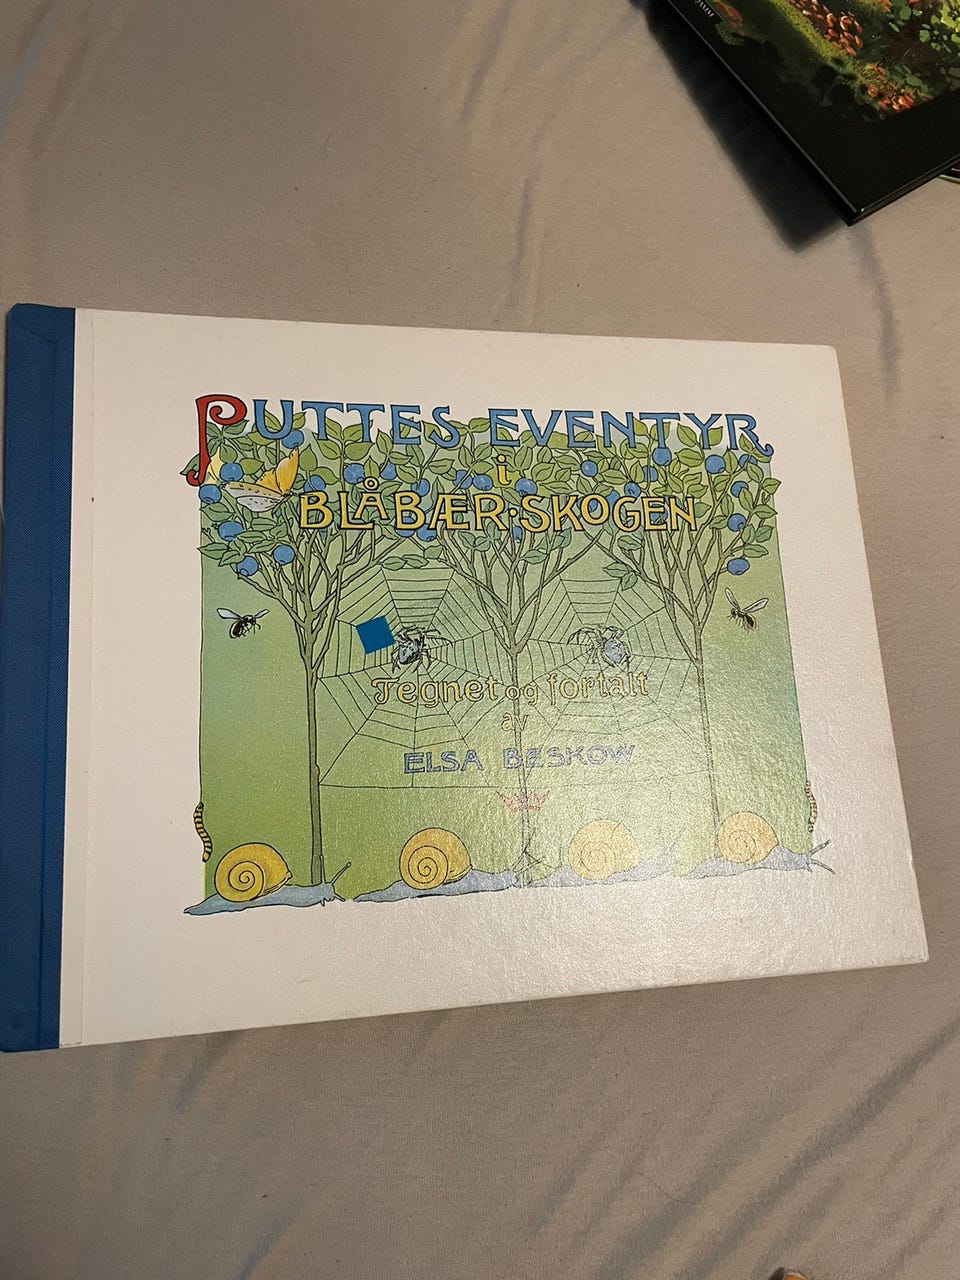 PUTTES EVENTYR
i
BLÅBÆR·SKOGEN
Tegnet og fortalt
av
ELSA BESKOW